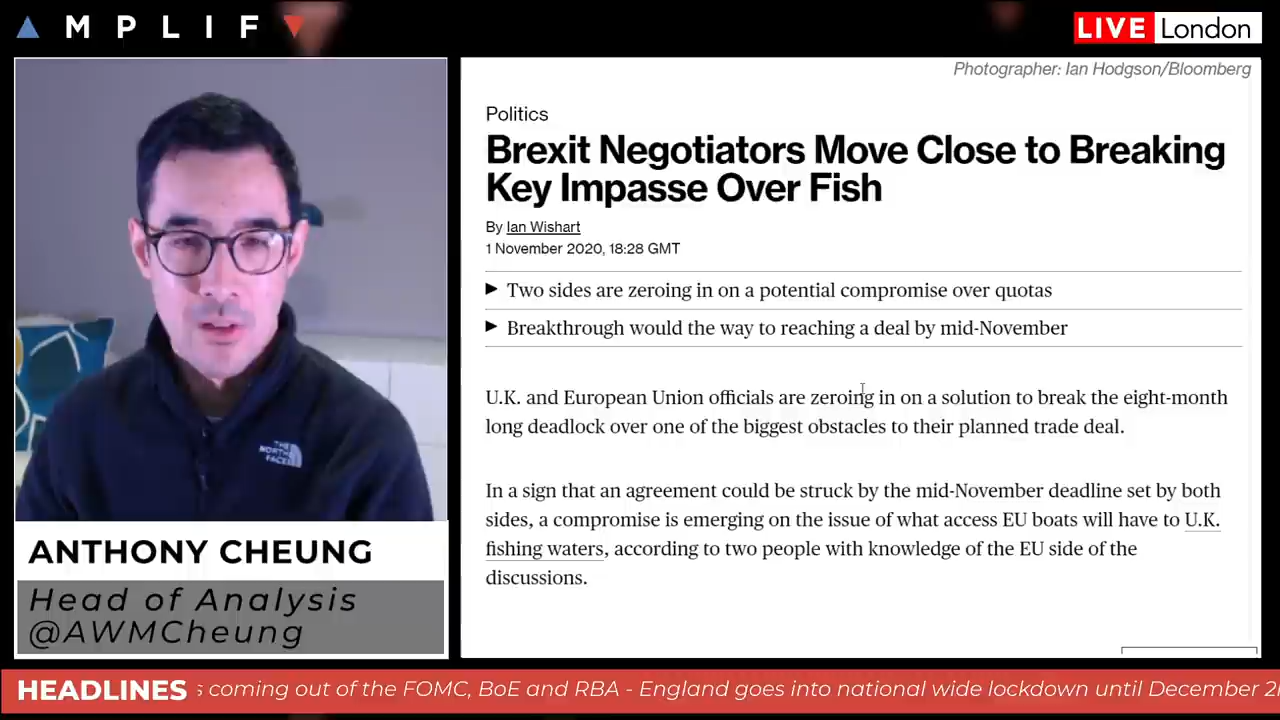 AMPLIFY
LIVE London
THE
NORTH
FACE
ANTHONY CHEUNG
Head of Analysis
@AWMCheung
Photographer: Ian Hodgson/Bloomberg
Politics
Brexit Negotiators Move Close to Breaking
Key Impasse Over Fish
By Ian Wishart
1 November 2020, 18:28 GMT
Two sides are zeroing in on a potential compromise over quotas
Breakthrough would the way to reaching a deal by mid-November
U.K. and European Union officials are zeroing in on a solution to break the eight-month
long deadlock over one of the biggest obstacles to their planned trade deal.
In a sign that an agreement could be struck by the mid-November deadline set by both
sides, a compromise is emerging on the issue of what access EU boats will have to U.K.
fishing waters, according to two people with knowledge of the EU side of the
discussions.
HEADLINES coming out of the FOMC, BoE and RBA - England goes into national wide lockdown until December